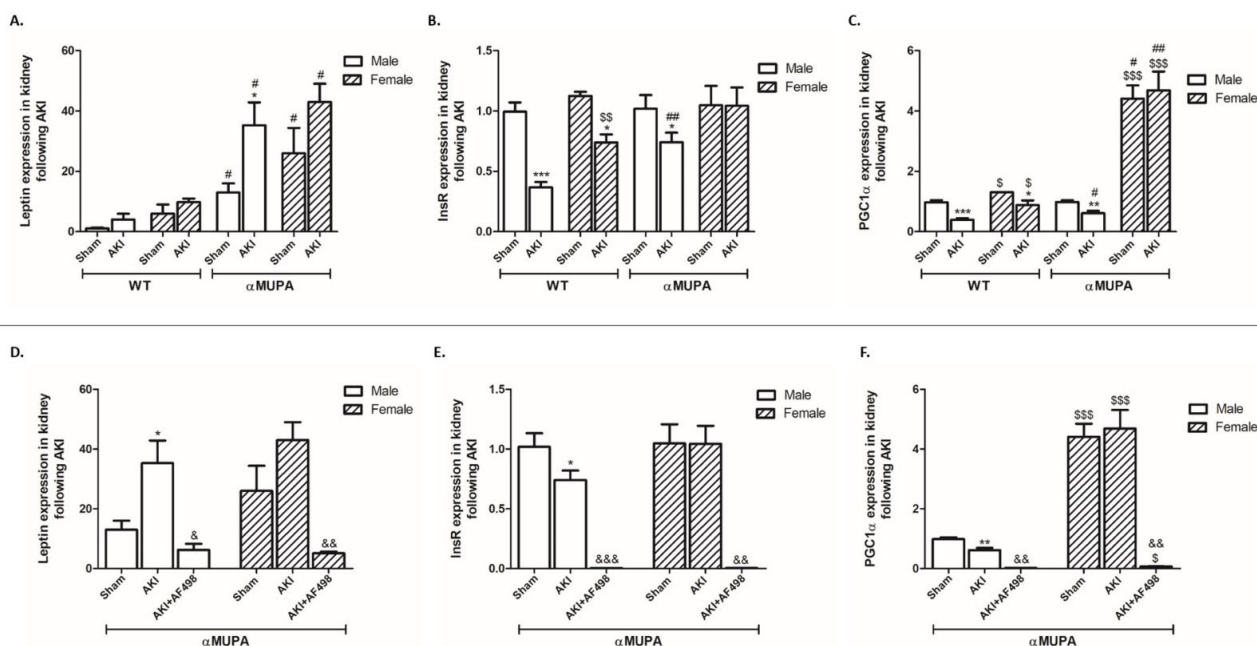 A.
Leptin expression in kidney
following AKI
60
40
20
0
Male
Female
#
#
*
#
#
Sham
AKI
Sham
AKI
Sham
AKI
Sham
AKI
WT
αMUPA
B.
InsR expression in kidney
following AKI
1.5
1.0
0.5
0.0
Male
Female
***
$$
*
##
*
Sham
AKI
Sham
AKI
Sham
AKI
Sham
AKI
WT
αMUPA
C.
PGC1α expression in kidney
following AKI
6
4
2
0
Male
Female
***
$
$
*
#
**
#
$$$
##
$$$
Sham
AKI
Sham
AKI
Sham
AKI
Sham
AKI
WT
αMUPA
D.
Leptin expression in kidney
following AKI
60
40
20
0
Male
Female
*
&
&&
Sham
AKI
AKI+AF498
Sham
AKI
AKI+AF498
αMUPA
E.
InsR expression in kidney
following AKI
1.5
1.0
0.5
0.0
Male
Female
*
&&&
&&
Sham
AKI
AKI+AF498
Sham
AKI
AKI+AF498
αMUPA
F.
PGC1α expression in kidney
following AKI
6
4
2
0
Male
Female
**
&&
$$$
$$$
&&
$
Sham
AKI
AKI+AF498
Sham
AKI
AKI+AF498
αMUPA